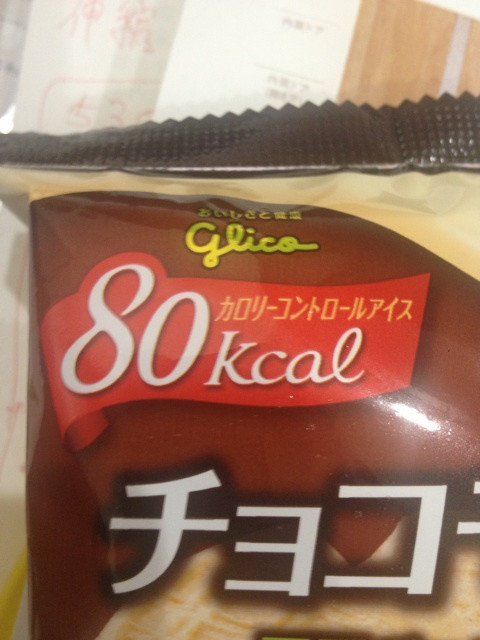 おいしさと健康
Glico
カロリーコントロールアイス
80kcal
チョコモ